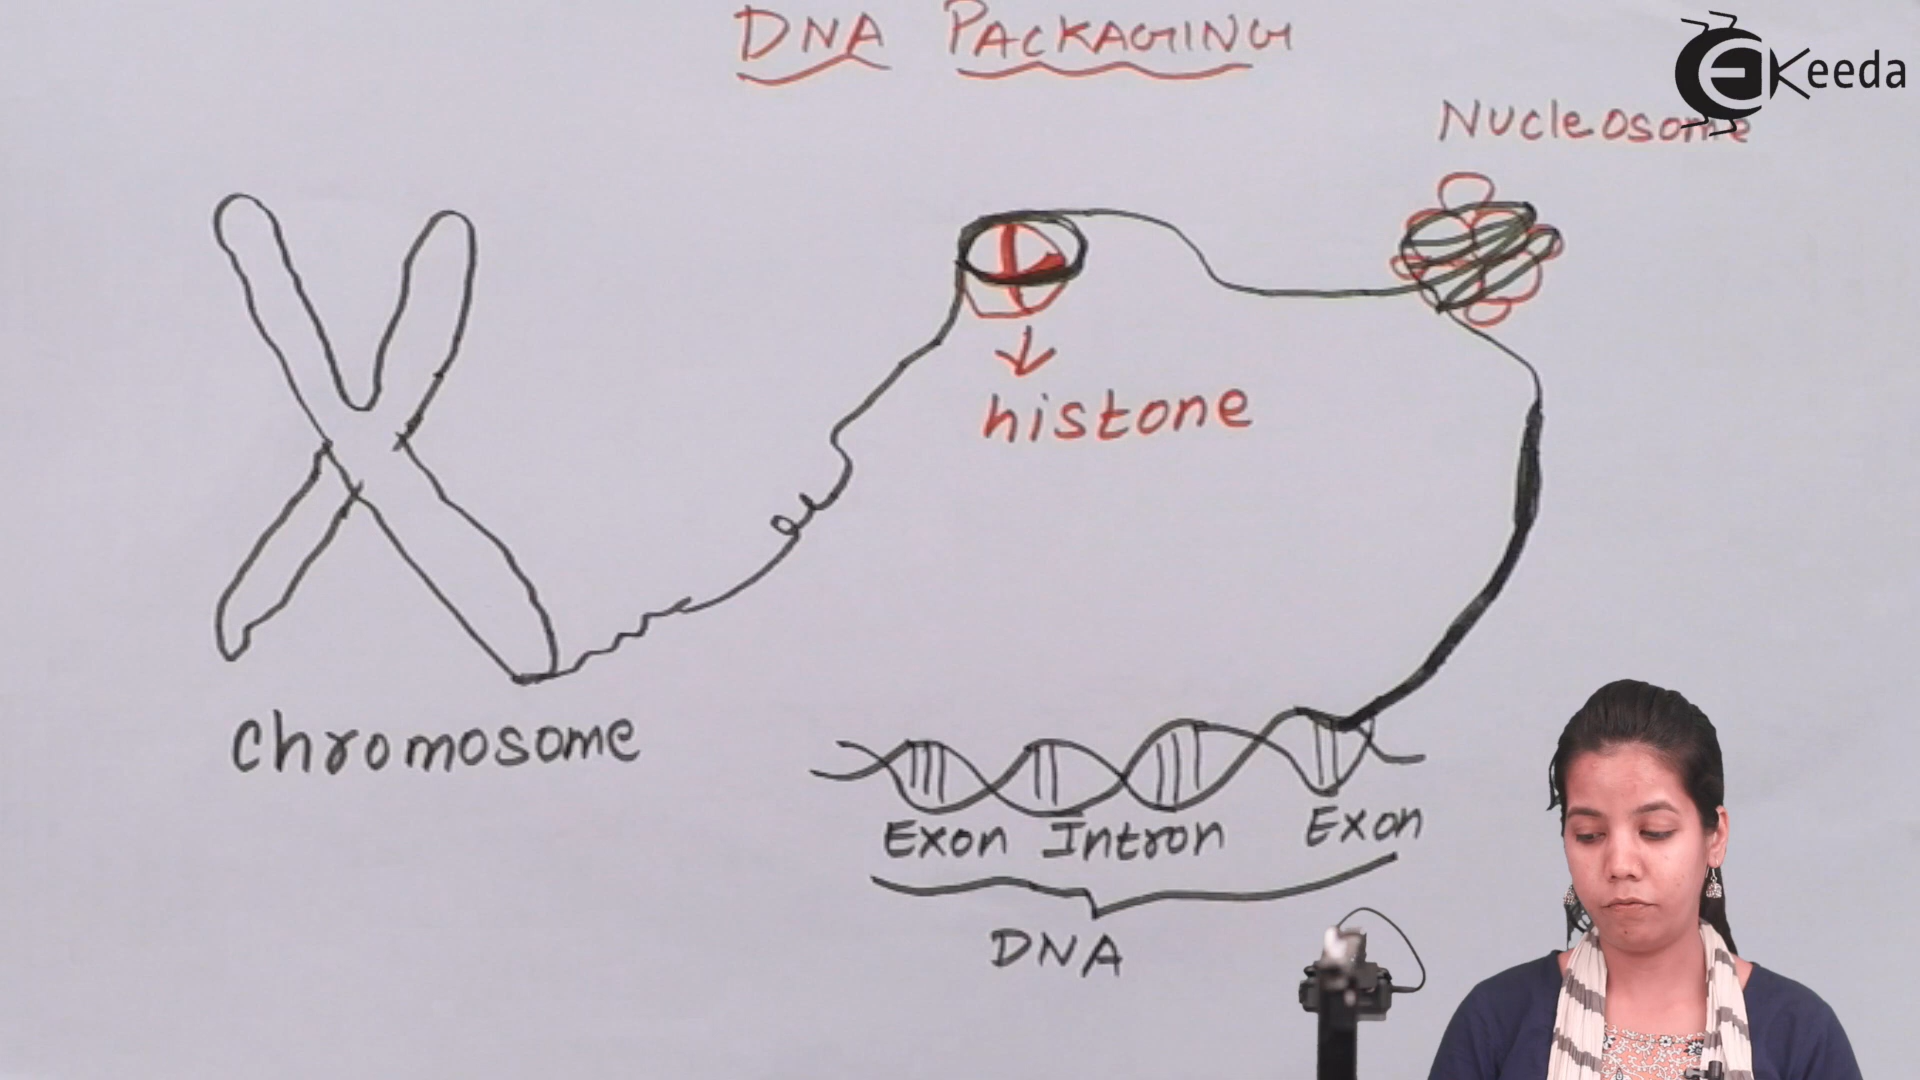 DNA PACKAGING
EKeeda
Nucleosome
histone
chromosome
Exon Intron Exon
DNA